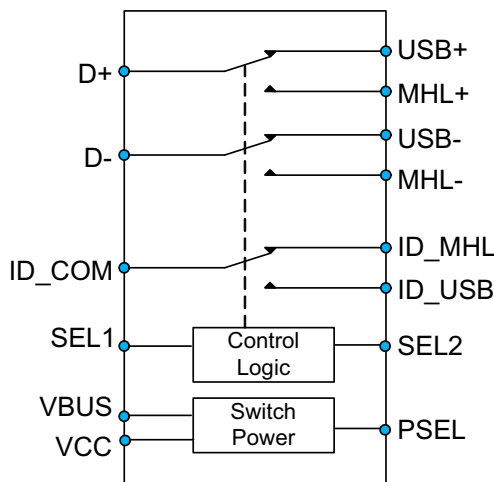 D+
USB+
MHL+
D-
USB-
MHL-
ID_COM
ID_MHL
ID_USB
SEL1
Control
Logic
SEL2
VBUS
VCC
Switch
Power
PSEL